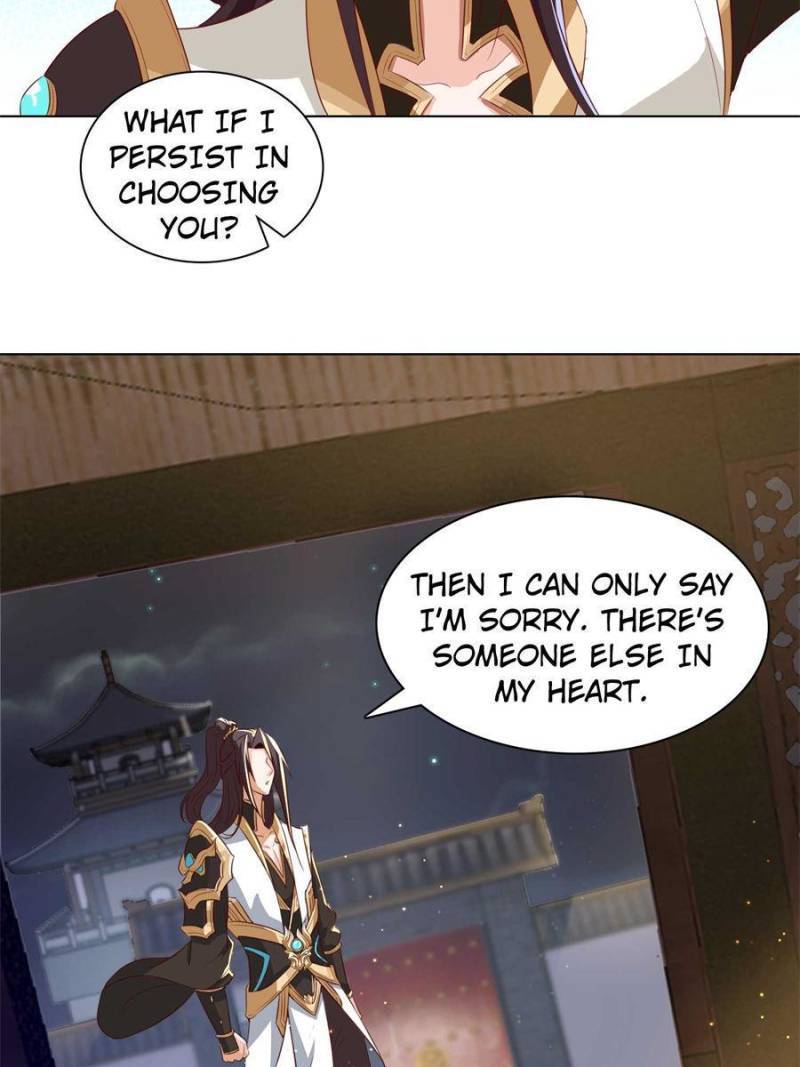 WHAT IF I
PERSIST IN
CHOOSING
YOU?
THEN I CAN ONLY SAY
I'M SORRY. THERE'S
SOMEONE ELSE IN
MY HEART.